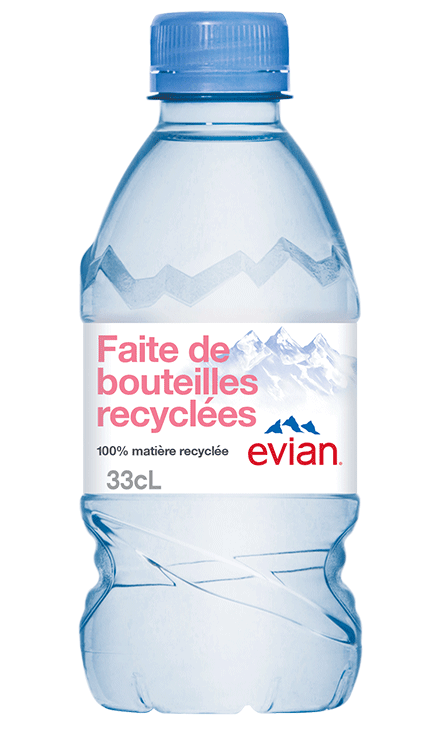 Faite de
bouteilles
recyclées
100% matière recyclée
33cL
evian.